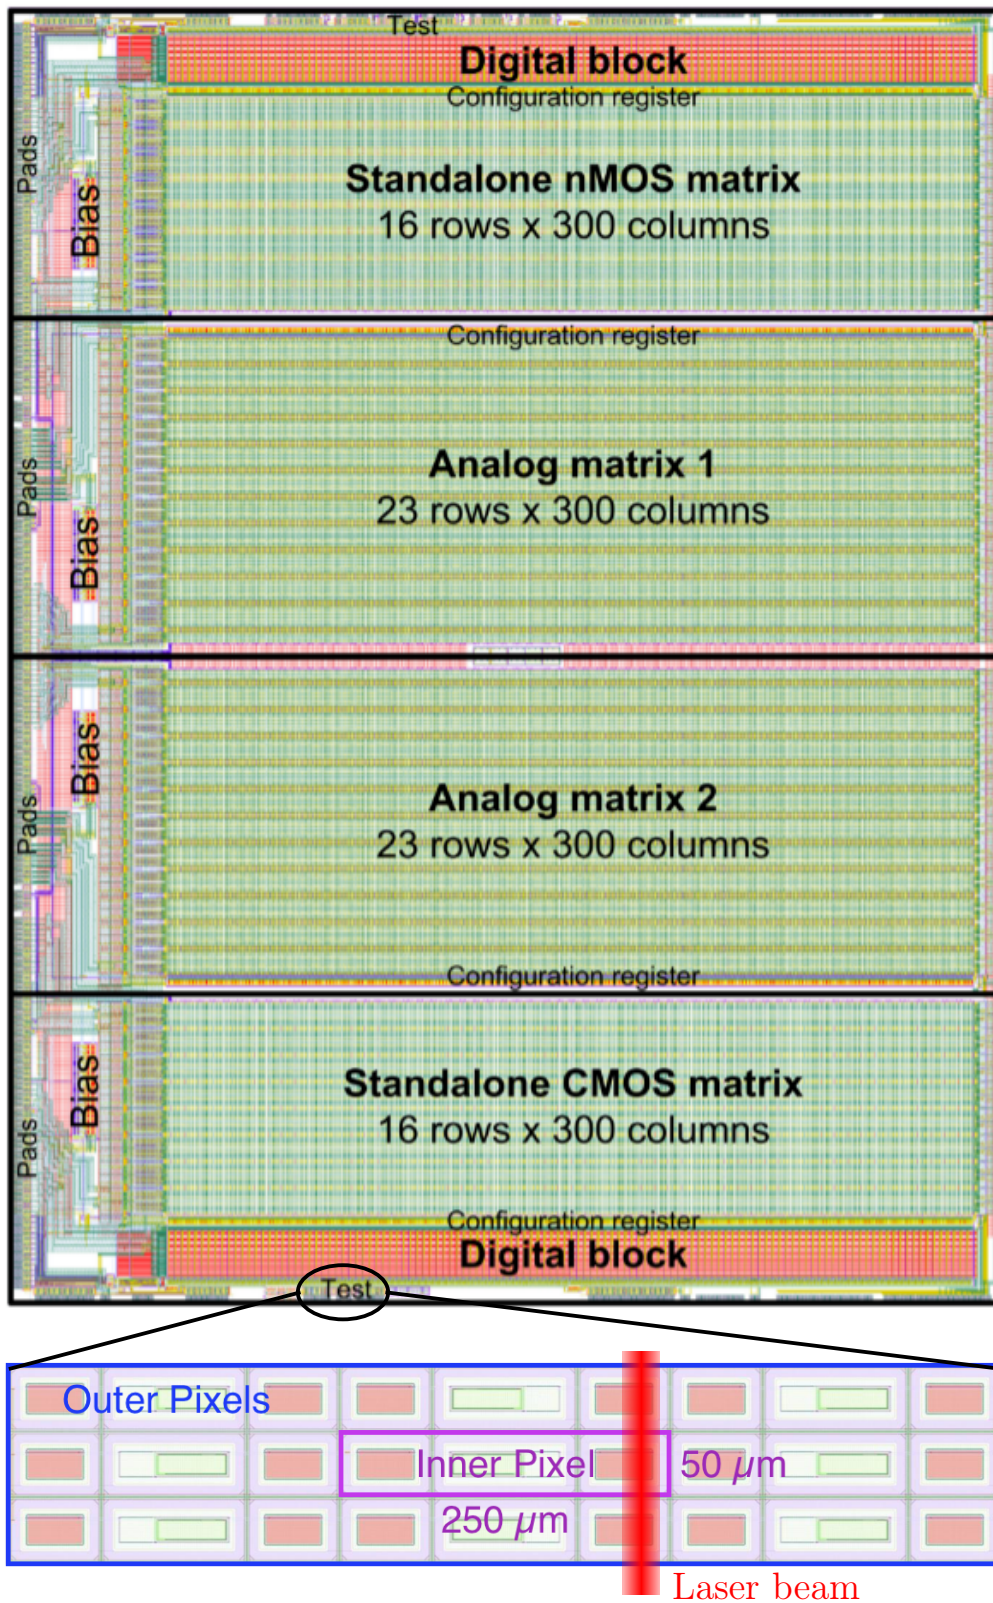 Test
Digital block
Configuration register
Pads
Bias
Standalone nMOS matrix
16 rows x 300 columns
Configuration register
Pads
Bias
Analog matrix 1
23 rows x 300 columns
Bias
Pads
Analog matrix 2
23 rows x 300 columns
Configuration register
Bias
Pads
Standalone CMOS matrix
16 rows x 300 columns
Configuration register
Digital block
Test
Outer Pixels
Inner Pixel
50 µm
250 µm
Laser beam